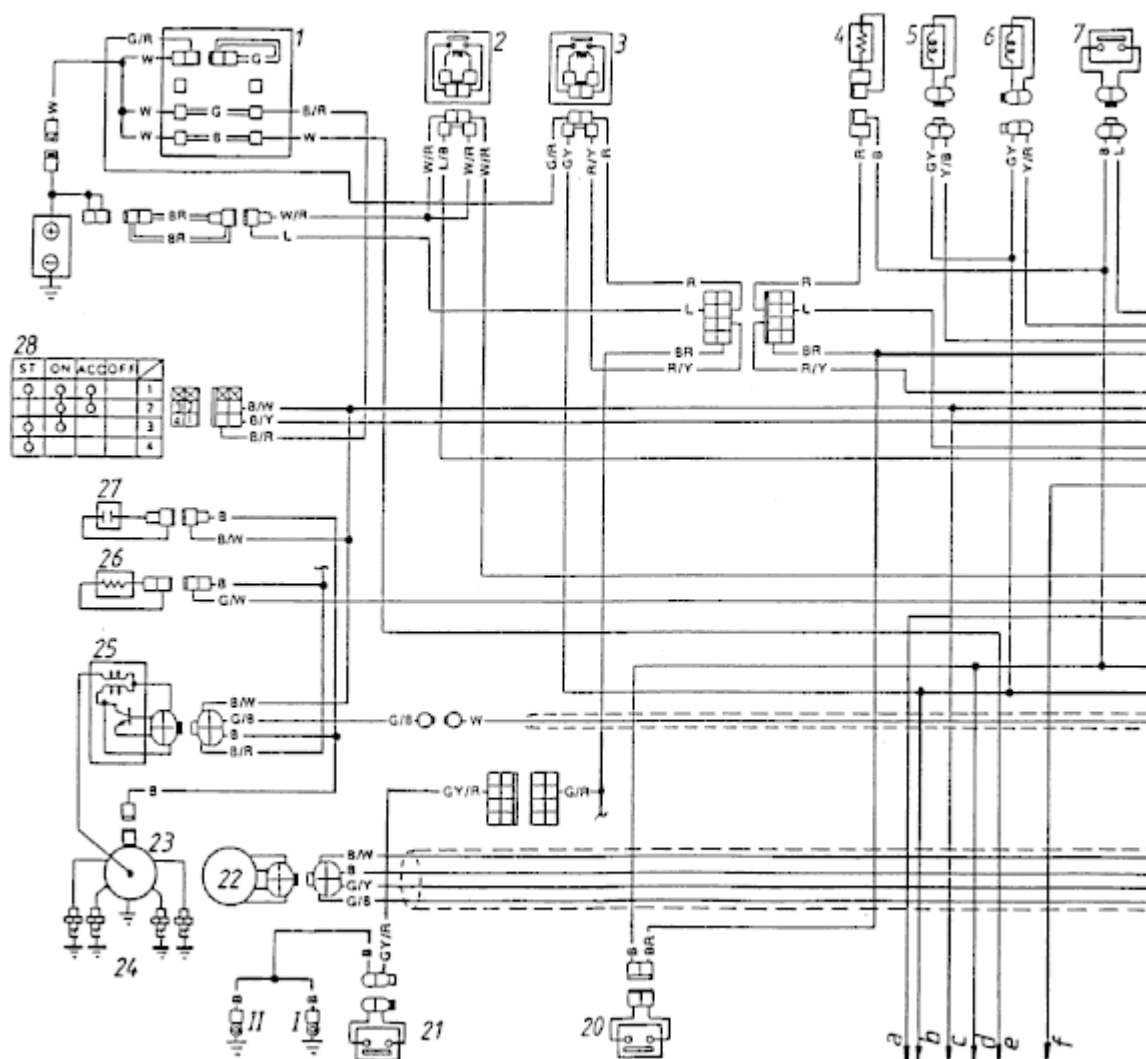 1
2
3
4
5
6
7
G/R
W
G
W
W
G
B/R
W
B
W
W/R
L/B
W/R
W/R
G/R
GY
R/Y
R
R
B
GY
Y/B
GY
Y/R
B
L
BR
BR
W/R
L
R
L
BR
R/Y
R
L
BR
R/Y
28
ST ON ACC OFF
1
2
3
4
B/W
B/Y
B/R
27
B
B/W
26
B
G/W
25
B/W
G/B
B
B/R
G/B
W
B
GY/R
G/R
23
22
B/W
B
G/Y
G/B
24
B
GY/R
B
BR
B
II
I
B
21
20
a
b
c
d
e
f